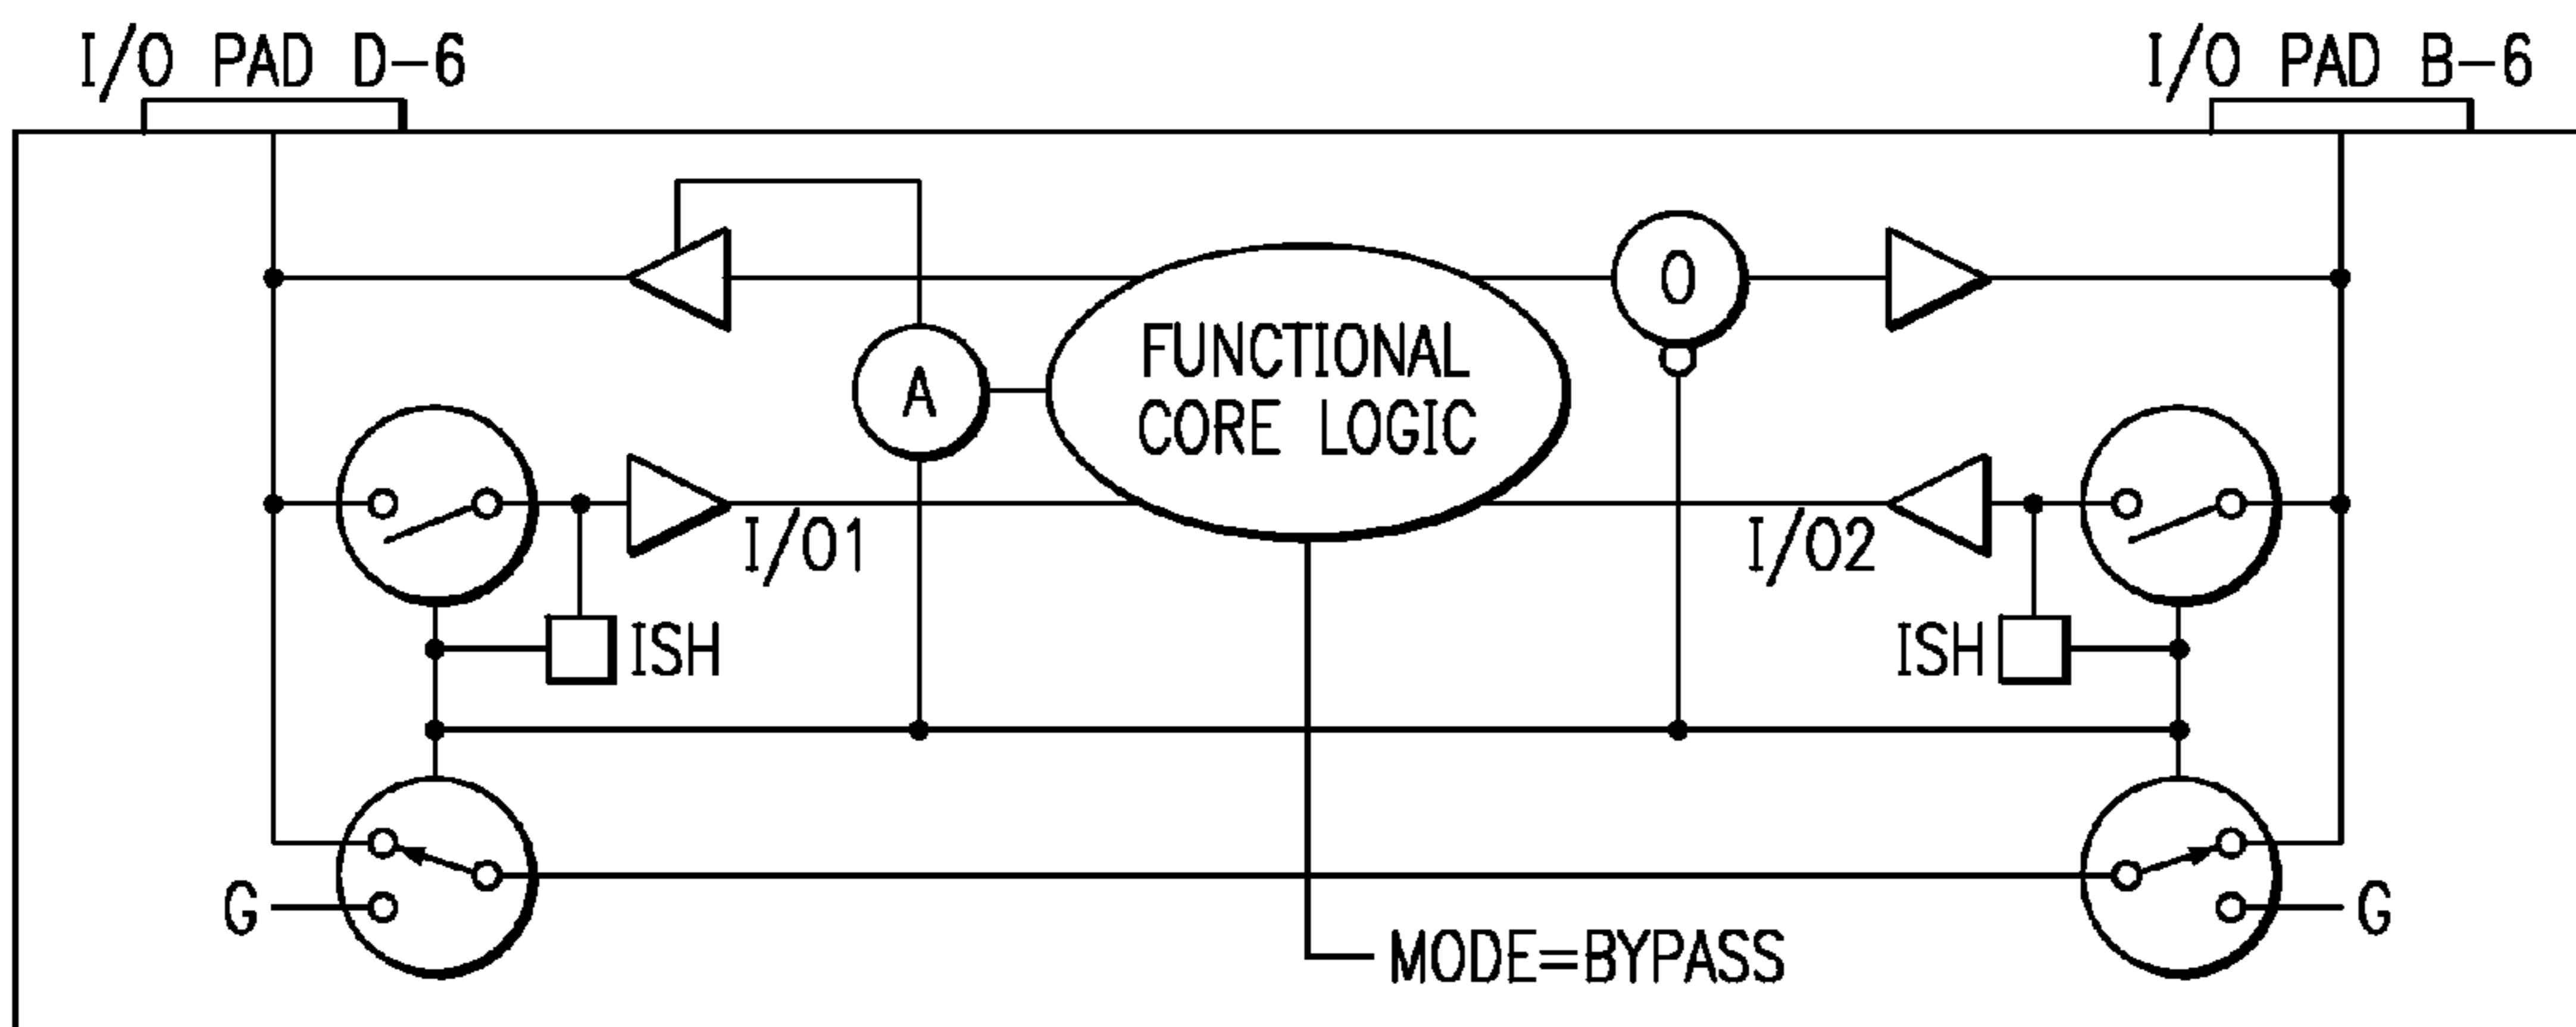 I/O PAD D-6
I/O PAD B-6
O
FUNCTIONAL
CORE LOGIC
A
I/O1
I/O2
ISH
ISH
G
G
MODE=BYPASS